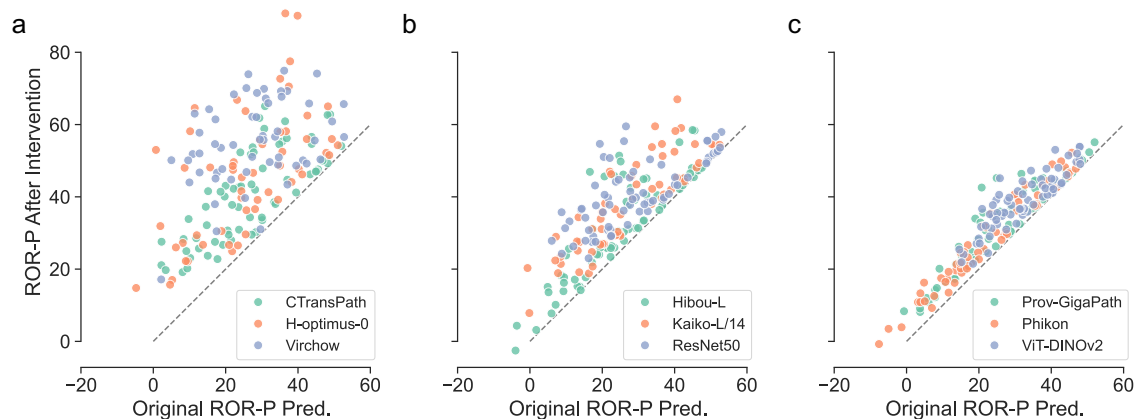 a
b
c
ROR-P After Intervention
80
60
40
20
0
CTransPath
H-optimus-0
Virchow
Hibou-L
Kaiko-L/14
ResNet50
Prov-GigaPath
Phikon
ViT-DINOv2
−20 0 20 40 60
−20 0 20 40 60
−20 0 20 40 60
Original ROR-P Pred.
Original ROR-P Pred.
Original ROR-P Pred.